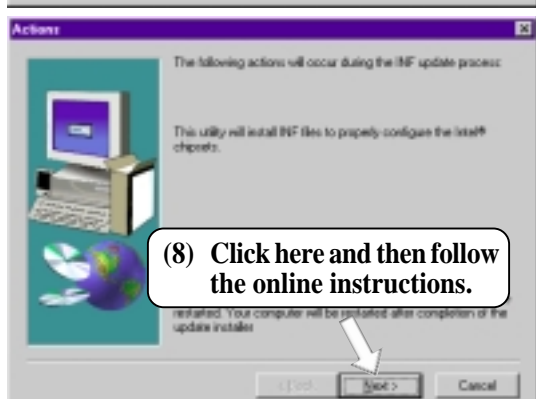 Actions
The following actions will occur during the INF update process:
This utility will install INF files to properly configure the Intel®
chipsets.
(8) Click here and then follow
the online instructions.
restarted. Your computer will be restarted after completion of the
update installer
< Back
Next >
Cancel